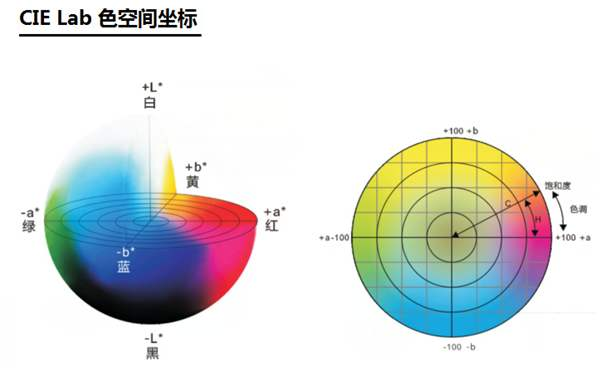 CIE Lab 色空间坐标
+L*
白
+b*
黄
-a*
绿
+a*
红
-b*
蓝
-L*
黑
+100 +b
饱和度
C
色调
H
+a-100
+100 +a
-100 -b